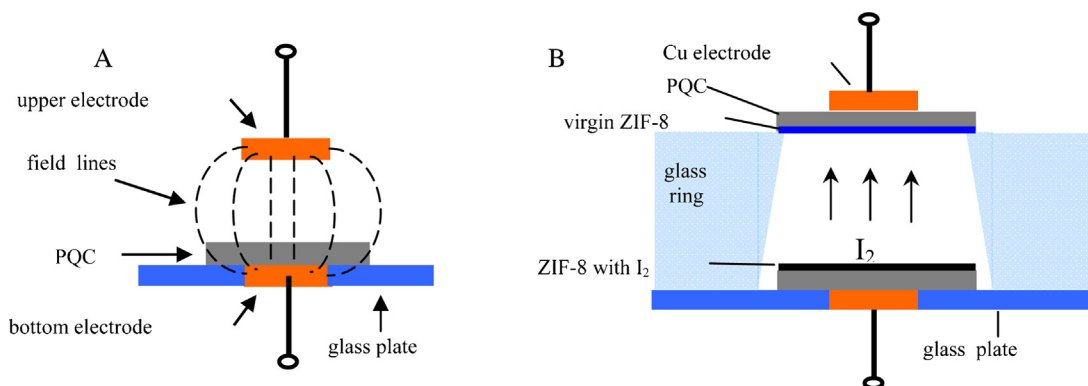 A
upper electrode
field lines
PQC
bottom electrode
glass plate
B
Cu electrode
PQC
virgin ZIF-8
glass
ring
I₂
ZIF-8 with I₂
glass plate